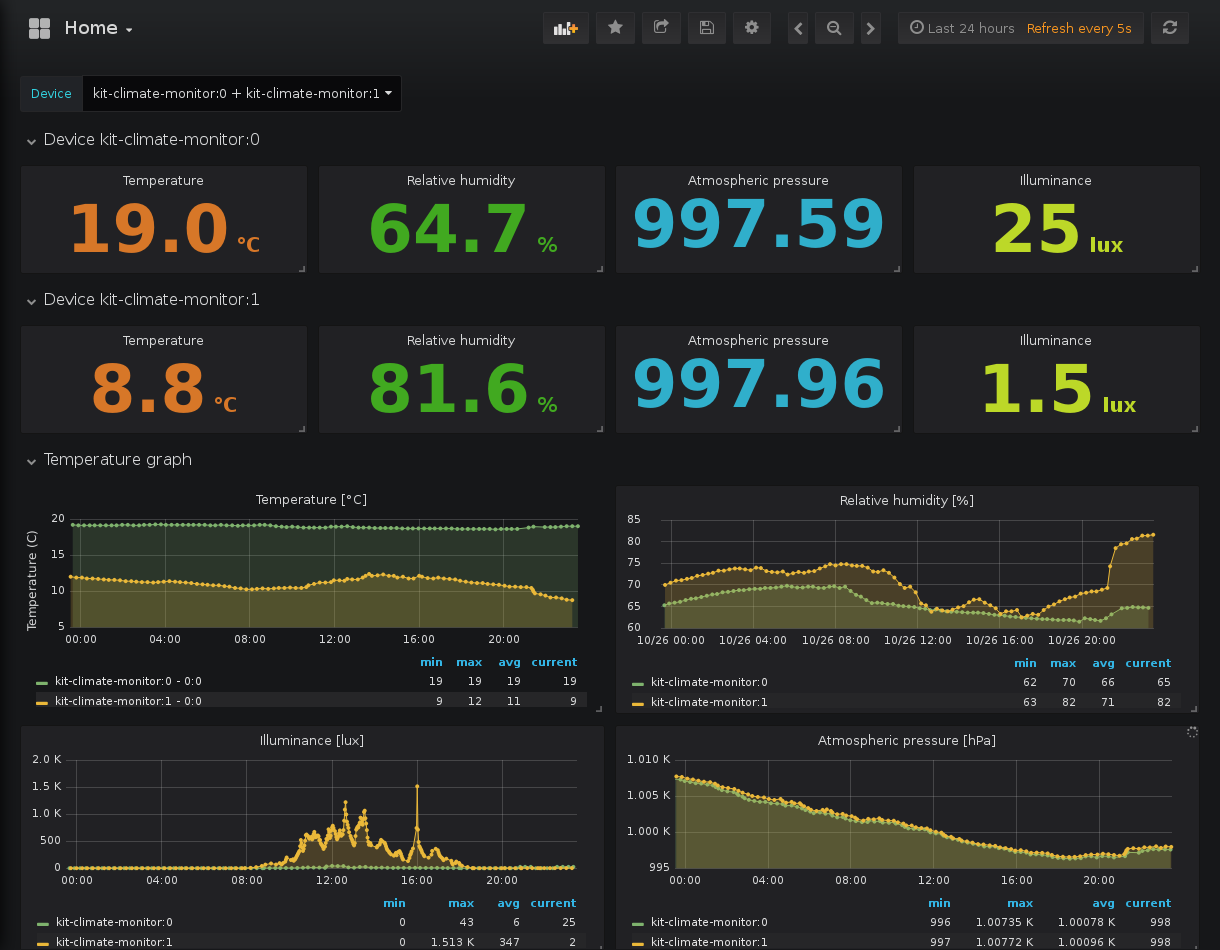 Home
Last 24 hours Refresh every 5s
Device kit-climate-monitor:0 + kit-climate-monitor:1
Device kit-climate-monitor:0
Temperature Relative humidity Atmospheric pressure Illuminance
19.0 °C 64.7 % 997.59 25 lux
Device kit-climate-monitor:1
Temperature Relative humidity Atmospheric pressure Illuminance
8.8 °C 81.6 % 997.96 1.5 lux
Temperature graph
Temperature [°C]
Temperature (C)
20
15
10
5
00:00 04:00 08:00 12:00 16:00 20:00
min max avg current
kit-climate-monitor:0 - 0:0 19 19 19 19
kit-climate-monitor:1 - 0:0 9 12 11 9
Relative humidity [%]
85
80
75
70
65
60
10/26 00:00 10/26 04:00 10/26 08:00 10/26 12:00 10/26 16:00 10/26 20:00
min max avg current
kit-climate-monitor:0 62 70 66 65
kit-climate-monitor:1 63 82 71 82
Illuminance [lux]
2.0 K
1.5 K
1.0 K
500
0
00:00 04:00 08:00 12:00 16:00 20:00
min max avg current
kit-climate-monitor:0 0 43 6 25
kit-climate-monitor:1 0 1.513 K 347 2
Atmospheric pressure [hPa]
1.010 K
1.005 K
1.000 K
995
00:00 04:00 08:00 12:00 16:00 20:00
min max avg current
kit-climate-monitor:0 996 1.00735 K 1.00078 K 998
kit-climate-monitor:1 997 1.00772 K 1.00096 K 998